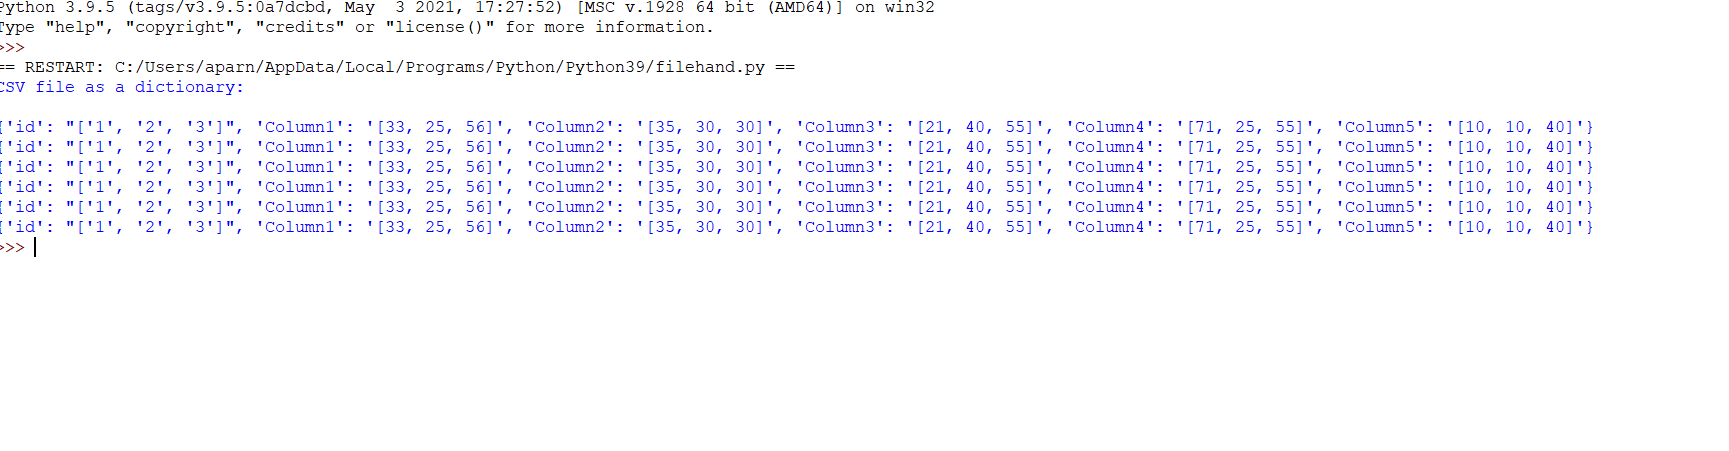 Python 3.9.5 (tags/v3.9.5:0a7dcbd, May  3 2021, 17:27:52) [MSC v.1928 64 bit (AMD64)] on win32
Type "help", "copyright", "credits" or "license()" for more information.
>>>
== RESTART: C:/Users/aparn/AppData/Local/Programs/Python/Python39/filehand.py ==
CSV file as a dictionary:
{'id': "['1', '2', '3']", 'Column1': '[33, 25, 56]', 'Column2': '[35, 30, 30]', 'Column3': '[21, 40, 55]', 'Column4': '[71, 25, 55]', 'Column5': '[10, 10, 40]'}
{'id': "['1', '2', '3']", 'Column1': '[33, 25, 56]', 'Column2': '[35, 30, 30]', 'Column3': '[21, 40, 55]', 'Column4': '[71, 25, 55]', 'Column5': '[10, 10, 40]'}
{'id': "['1', '2', '3']", 'Column1': '[33, 25, 56]', 'Column2': '[35, 30, 30]', 'Column3': '[21, 40, 55]', 'Column4': '[71, 25, 55]', 'Column5': '[10, 10, 40]'}
{'id': "['1', '2', '3']", 'Column1': '[33, 25, 56]', 'Column2': '[35, 30, 30]', 'Column3': '[21, 40, 55]', 'Column4': '[71, 25, 55]', 'Column5': '[10, 10, 40]'}
{'id': "['1', '2', '3']", 'Column1': '[33, 25, 56]', 'Column2': '[35, 30, 30]', 'Column3': '[21, 40, 55]', 'Column4': '[71, 25, 55]', 'Column5': '[10, 10, 40]'}
{'id': "['1', '2', '3']", 'Column1': '[33, 25, 56]', 'Column2': '[35, 30, 30]', 'Column3': '[21, 40, 55]', 'Column4': '[71, 25, 55]', 'Column5': '[10, 10, 40]'}
>>>